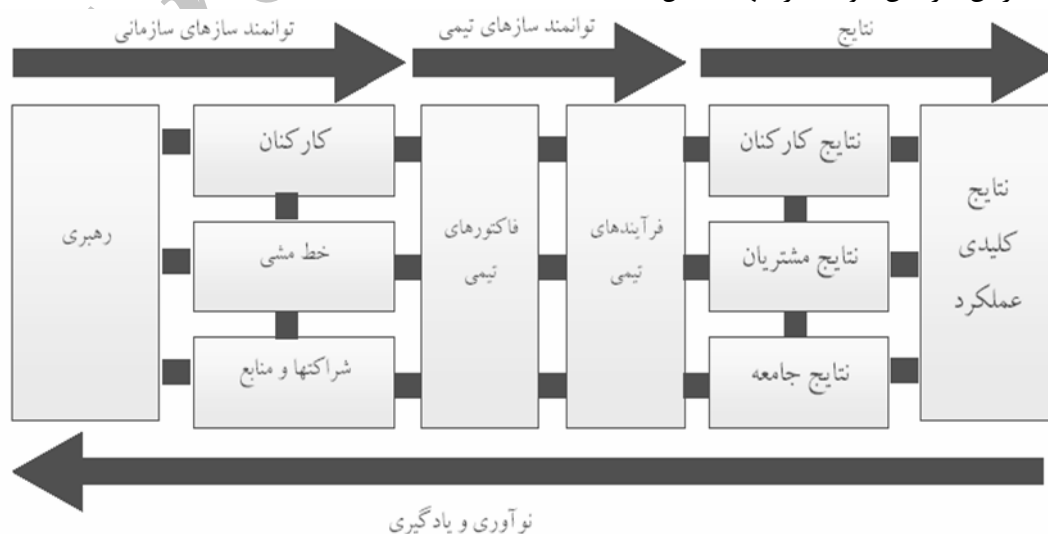 توانمند سازهای سازمانی
توانمند سازهای تیمی
نتایج
رهبری
کارکنان
خط مشی
شراکتها و منابع
فاکتورهای
تیمی
فرآیندهای
تیمی
نتایج کارکنان
نتایج مشتریان
نتایج جامعه
نتایج
کلیدی
عملکرد
نوآوری و یادگیری